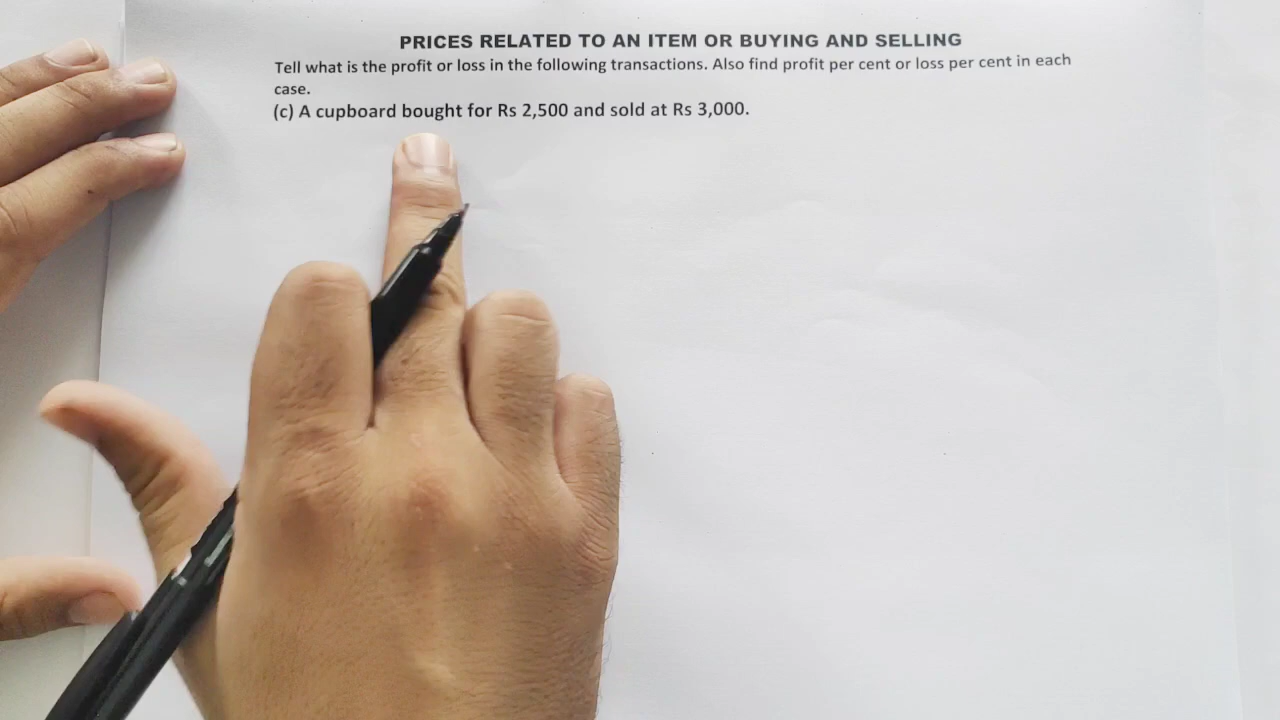 PRICES RELATED TO AN ITEM OR BUYING AND SELLING
Tell what is the profit or loss in the following transactions. Also find profit per cent or loss per cent in each
case.
(c) A cupboard bought for Rs 2,500 and sold at Rs 3,000.